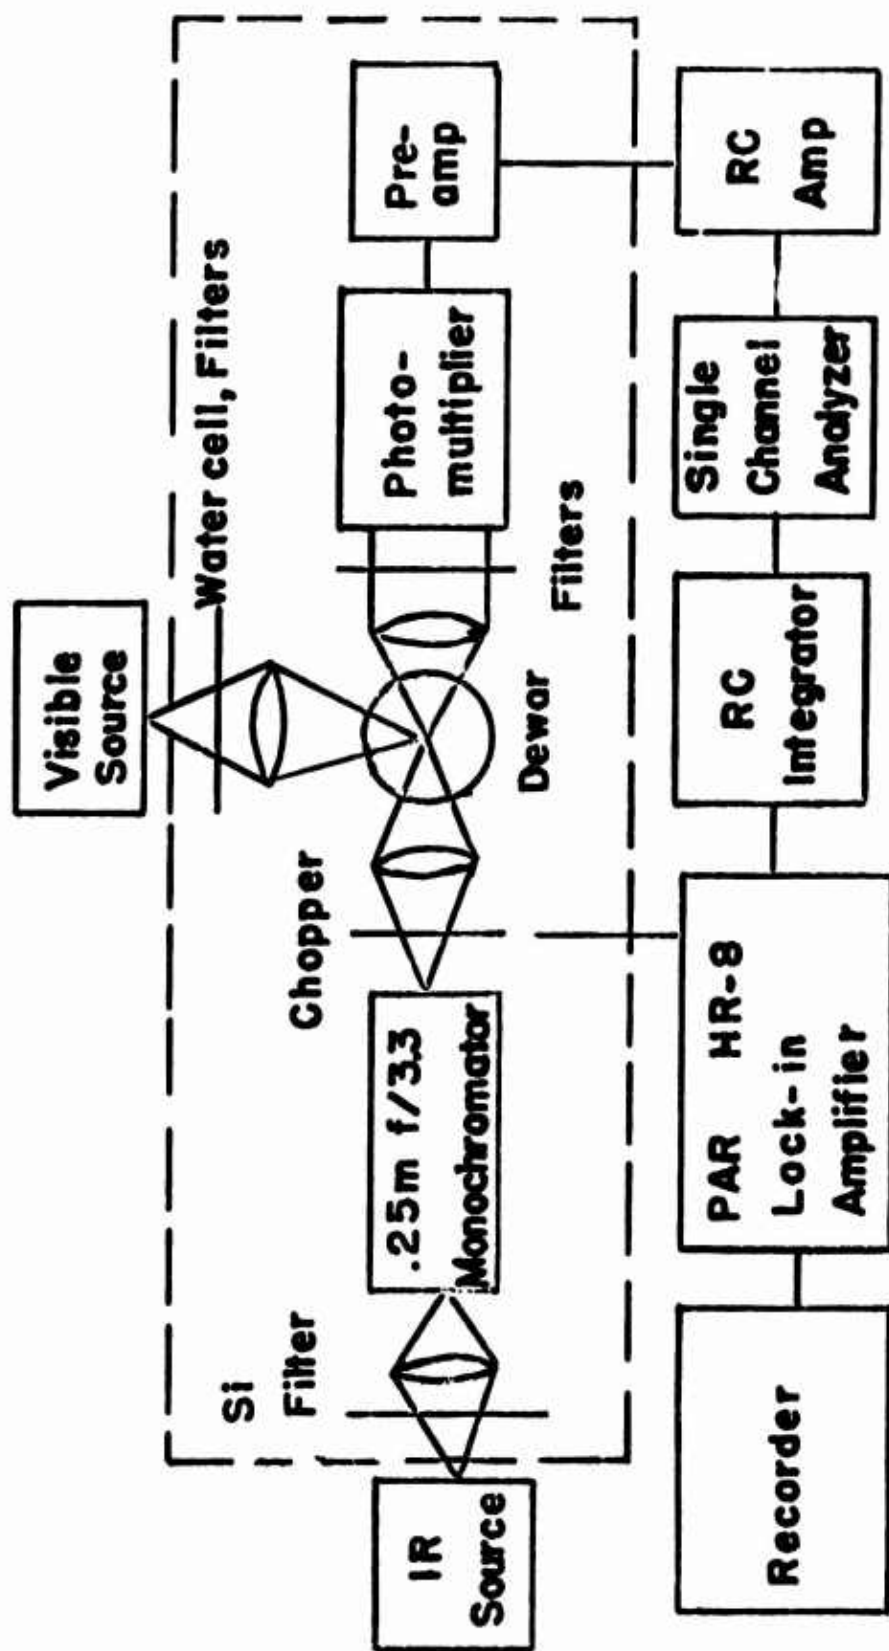 Visible
Source
Water cell, Filters
Si
Filter
Chopper
IR
Source
.25m f/3.3
Monochromator
Dewar
Filters
Photo-
multiplier
Pre-
amp
Recorder
PAR HR-8
Lock-in
Amplifier
RC
Integrator
Single
Channel
Analyzer
RC
Amp